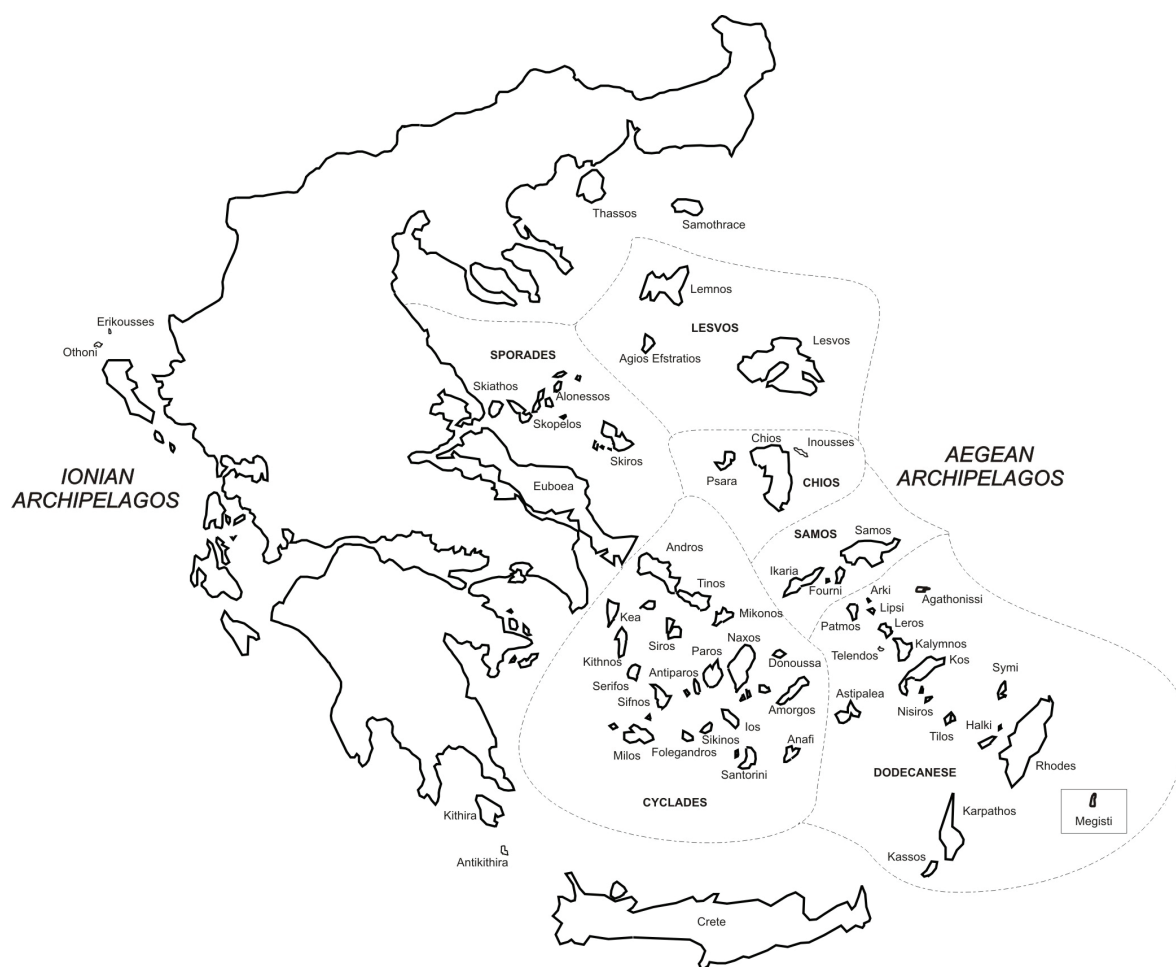 Thassos
Samothrace
Lemnos
LESVOS
Erikousses
Othoni
Lesvos
Agios Efstratios
SPORADES
Skiathos
Alonessos
Skopelos
Skiros
Chios
Inousses
Psara
CHIOS
IONIAN
ARCHIPELAGOS
AEGEAN
ARCHIPELAGOS
Euboea
SAMOS
Samos
Andros
Ikaria
Fourni
Tinos
Arki
Agathonissi
Lipsi
Patmos
Leros
Mikonos
Kea
Siros
Naxos
Kalymnos
Telendos
Kithnos
Paros
Donoussa
Kos
Symi
Antiparos
Serifos
Sifnos
Amorgos
Astipalea
Nisiros
Ios
Halki
Tilos
Sikinos
Anafi
Milos
Folegandros
Santorini
Rhodes
DODECANESE
CYCLADES
Kithira
Karpathos
Megisti
Antikithira
Kassos
Crete